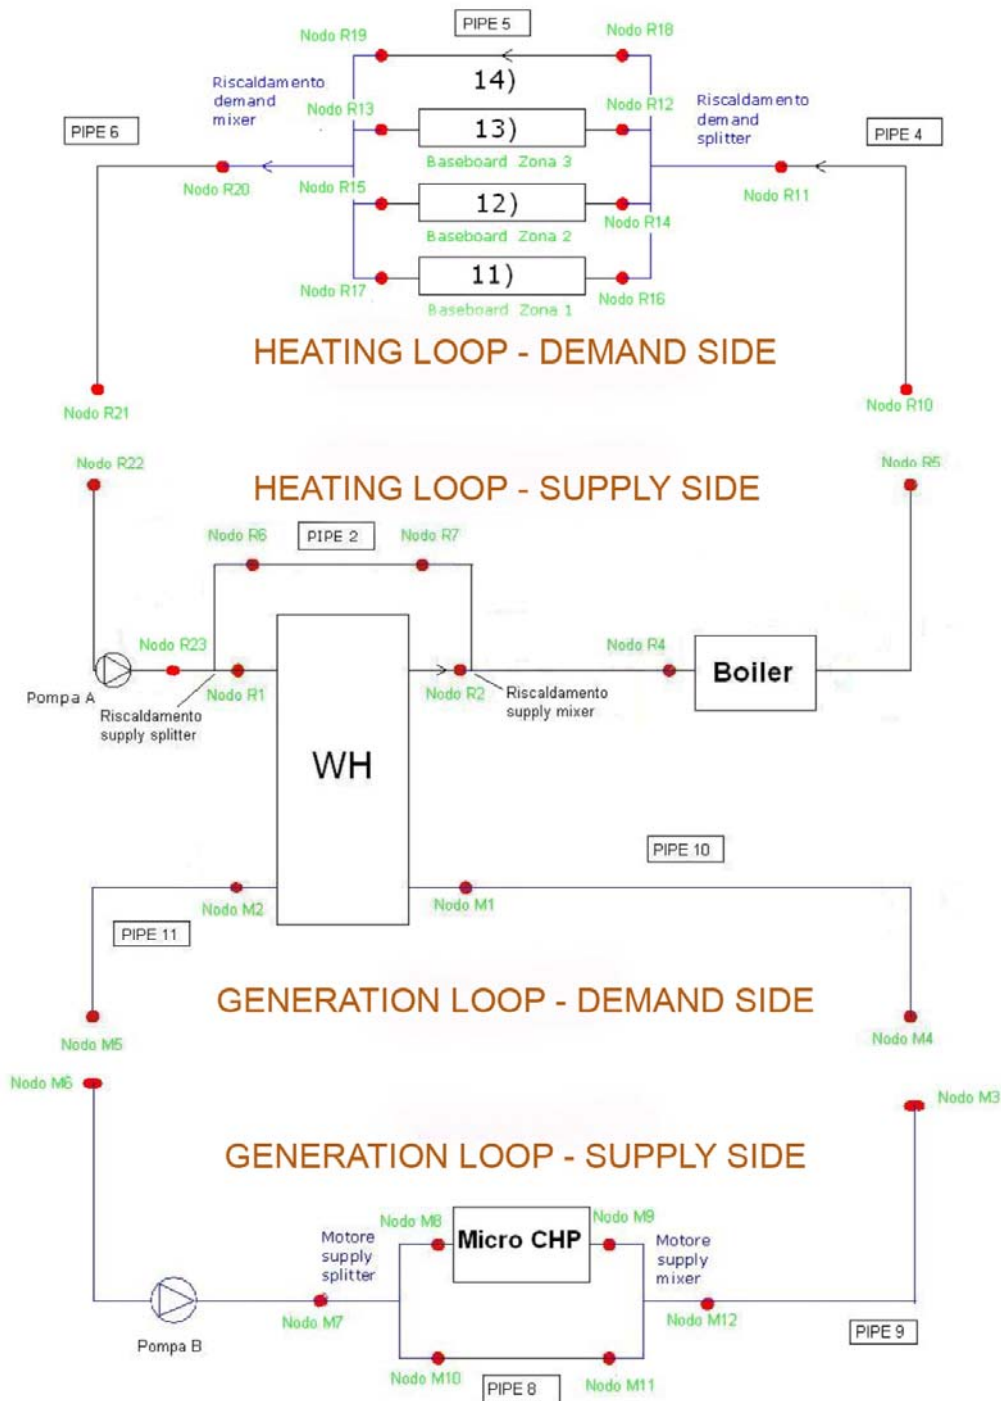 PIPE 5
Nodo R19
Nodo R18
14)
Riscaldamento
demand
mixer
Nodo R13
Nodo R12
Riscaldamento
demand
splitter
PIPE 6
13)
PIPE 4
Baseboard Zona 3
Nodo R20
Nodo R15
Nodo R11
12)
Nodo R14
Baseboard Zona 2
Nodo R17
11)
Nodo R16
Baseboard Zona 1
HEATING LOOP - DEMAND SIDE
Nodo R21
Nodo R10
Nodo R22
Nodo R5
HEATING LOOP - SUPPLY SIDE
Nodo R6
PIPE 2
Nodo R7
Nodo R23
Nodo R4
Boiler
Pompa A
Nodo R1
Nodo R2
Riscaldamento
supply splitter
Riscaldamento
supply mixer
WH
PIPE 10
Nodo M2
Nodo M1
PIPE 11
GENERATION LOOP - DEMAND SIDE
Nodo M5
Nodo M4
Nodo M6
Nodo M3
GENERATION LOOP - SUPPLY SIDE
Nodo M8
Nodo M9
Motore
supply
splitter
Micro CHP
Motore
supply
mixer
Nodo M7
Nodo M12
Pompa B
PIPE 9
Nodo M10
PIPE 8
Nodo M11